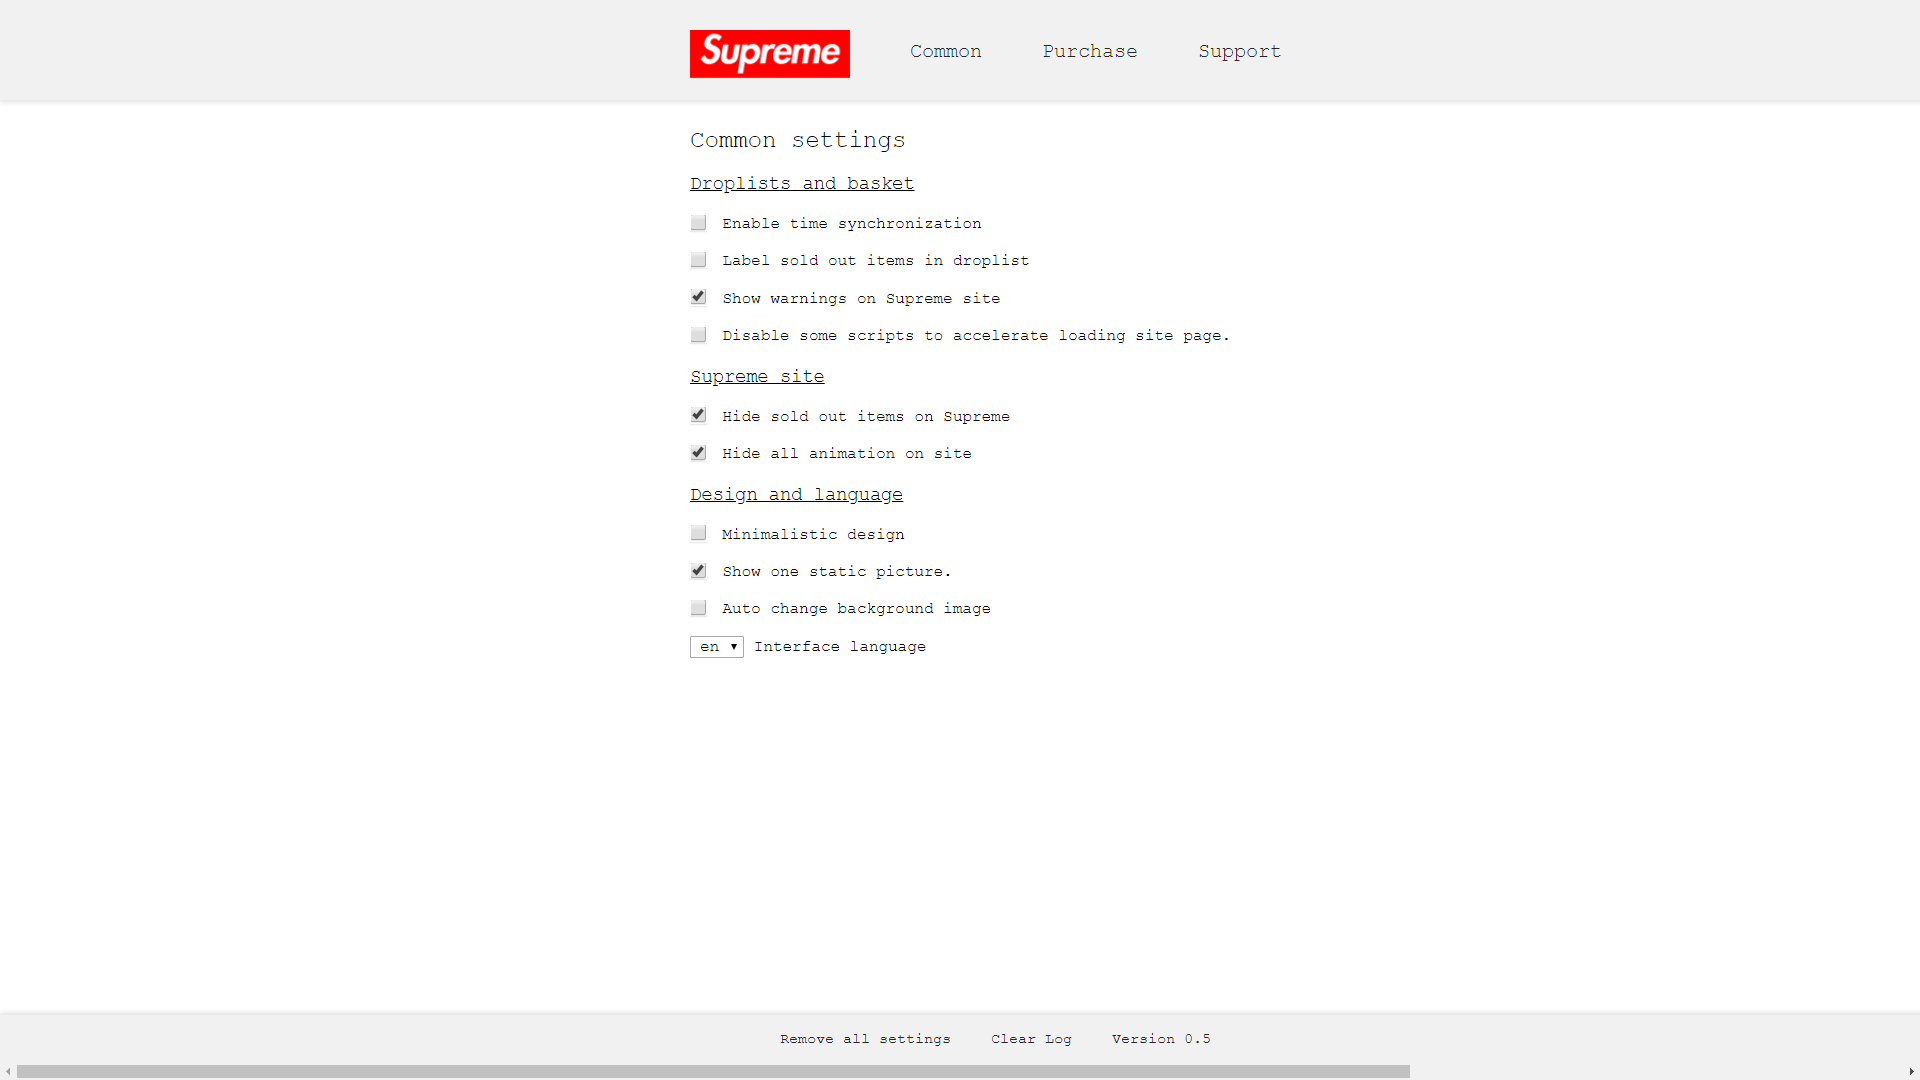 Supreme Common Purchase Support
Common settings
Droplists and basket
Enable time synchronization
Label sold out items in droplist
Show warnings on Supreme site
Disable some scripts to accelerate loading site page.
Supreme site
Hide sold out items on Supreme
Hide all animation on site
Design and language
Minimalistic design
Show one static picture.
Auto change background image
en Interface language
Remove all settings Clear Log Version 0.5